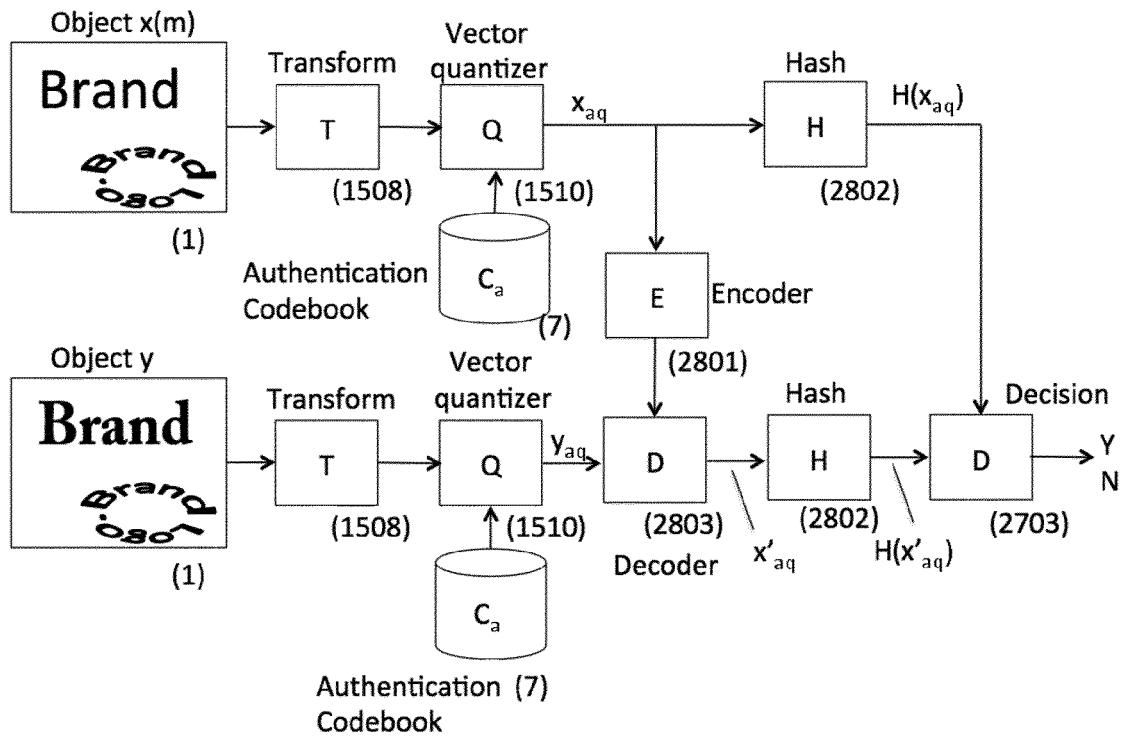 Object x(m)
Brand
.Brand Logo
(1)
Transform
T
(1508)
Vector
quantizer
Q
(1510)
x_aq
Hash
H
(2802)
H(x_aq)
Authentication
Codebook
C_a
(7)
E
Encoder
(2801)
Object y
Brand
.Brand Logo
(1)
Transform
T
(1508)
Vector
quantizer
Q
(1510)
y_aq
D
(2803)
Decoder
x'_aq
Hash
H
(2802)
H(x'_aq)
Decision
D
(2703)
Y
N
C_a
Authentication (7)
Codebook